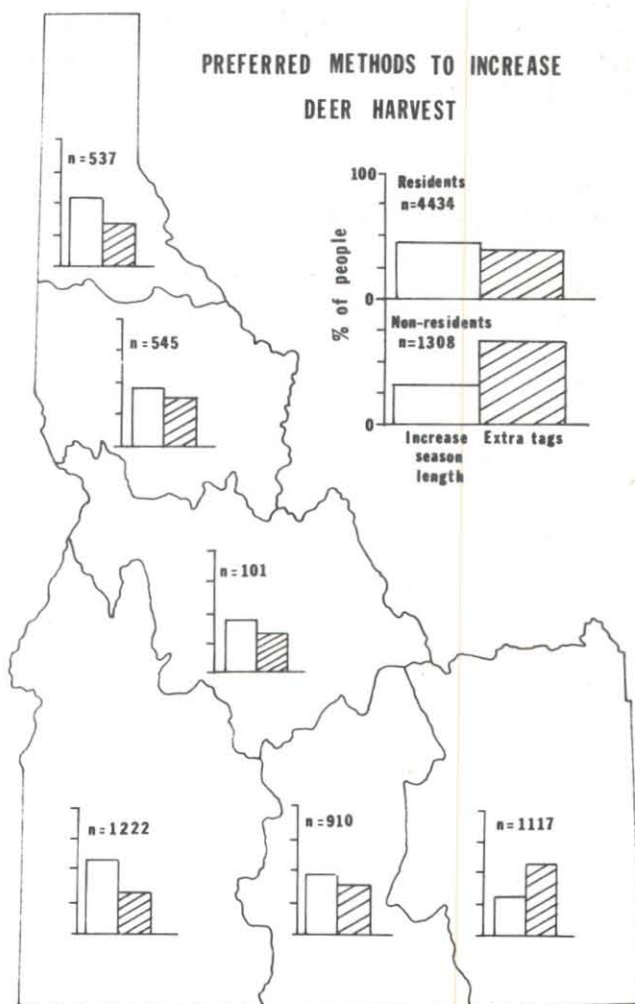 PREFERRED METHODS TO INCREASE
DEER HARVEST
n=537
100
Residents
n=4434
% of people
0
Non-residents
n=1308
0
Increase Extra tags
season
length
n=545
n=101
n=1222
n=910
n=1117